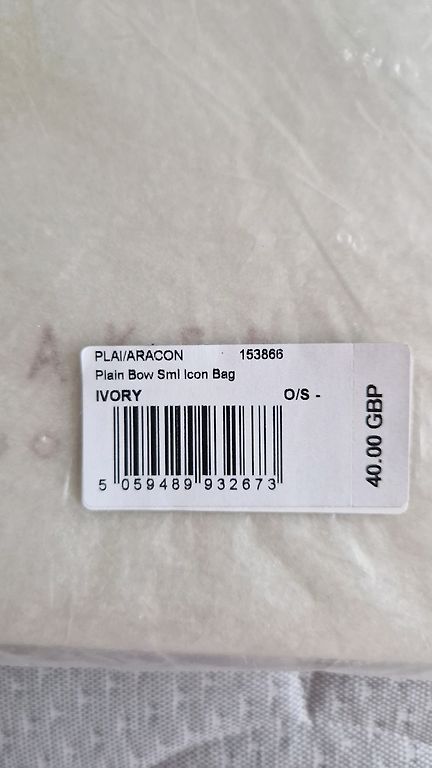 PLAI/ARACON 153866
Plain Bow Sml Icon Bag
IVORY O/S -
5 059489 932673
40.00 GBP